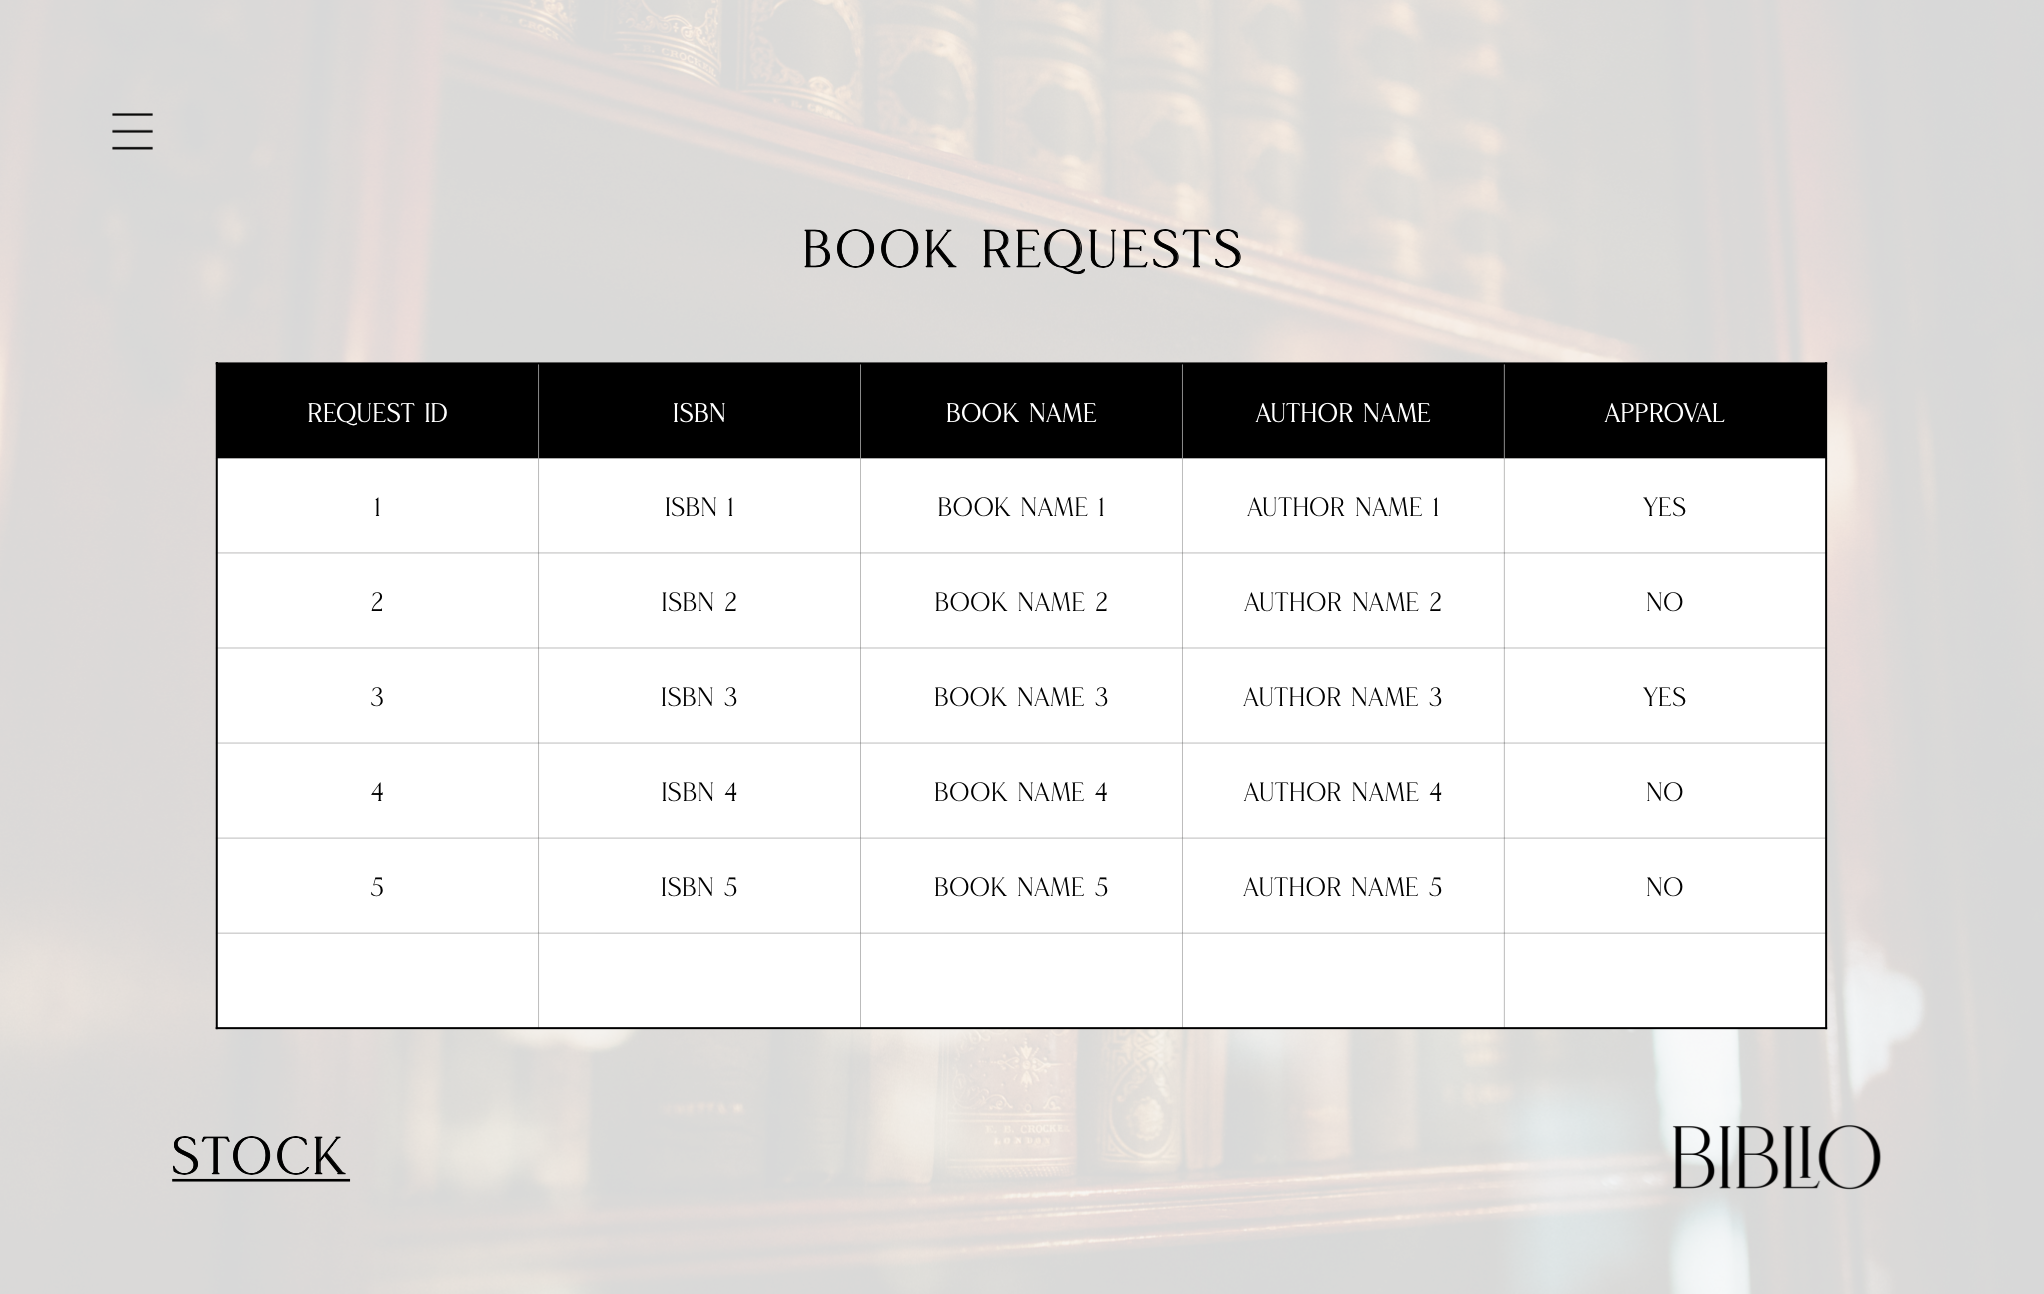 BOOK REQUESTS
REQUEST ID ISBN BOOK NAME AUTHOR NAME APPROVAL
1 ISBN 1 BOOK NAME 1 AUTHOR NAME 1 YES
2 ISBN 2 BOOK NAME 2 AUTHOR NAME 2 NO
3 ISBN 3 BOOK NAME 3 AUTHOR NAME 3 YES
4 ISBN 4 BOOK NAME 4 AUTHOR NAME 4 NO
5 ISBN 5 BOOK NAME 5 AUTHOR NAME 5 NO
LONDON
STOCK
BIBLIO